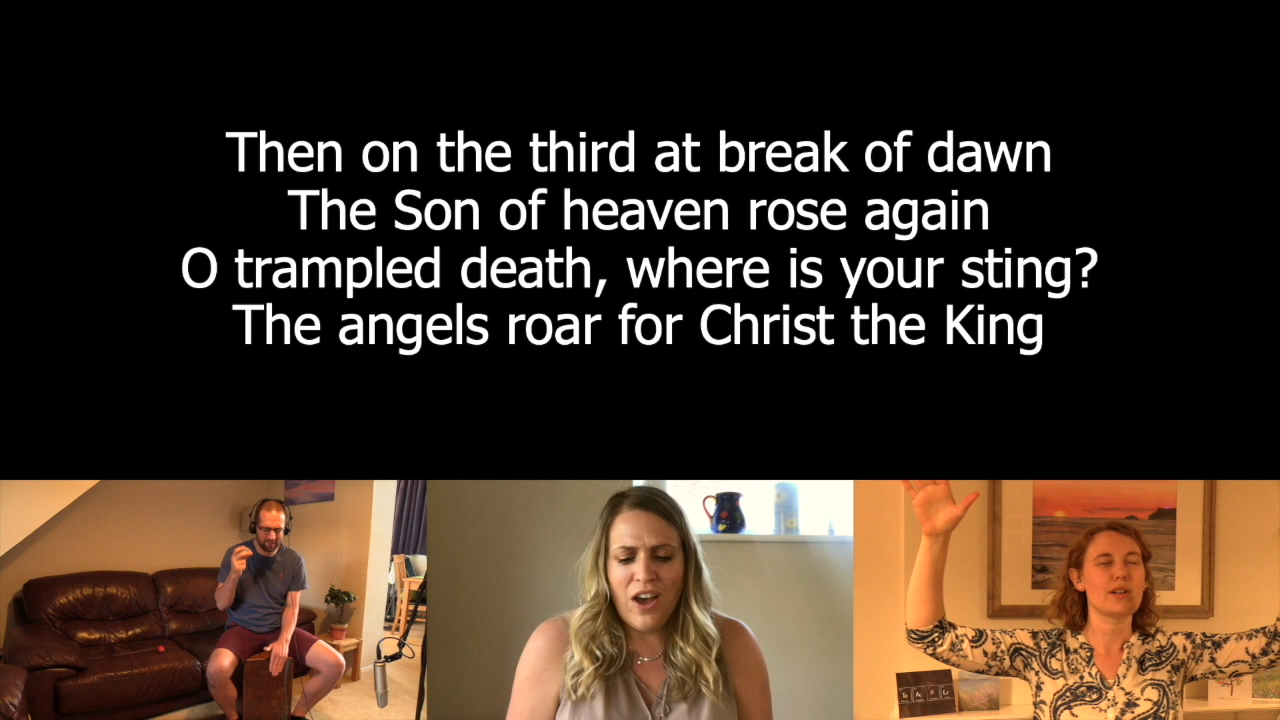 Then on the third at break of dawn
The Son of heaven rose again
O trampled death, where is your sting?
The angels roar for Christ the King